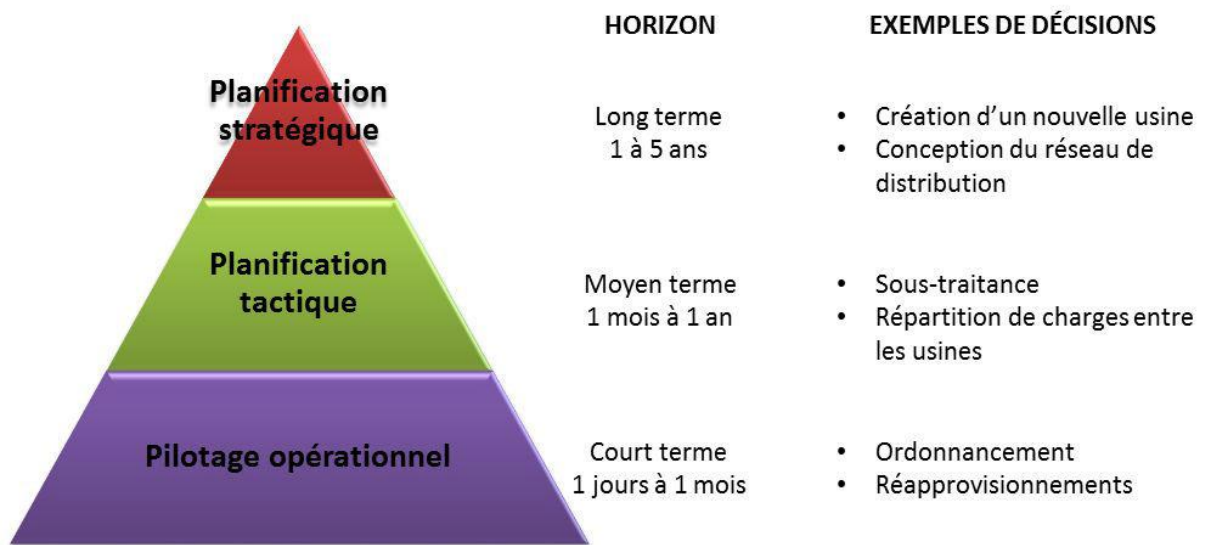 HORIZON
EXEMPLES DE DÉCISIONS
Planification
stratégique
Long terme
1 à 5 ans
• Création d’un nouvelle usine
• Conception du réseau de
distribution
Planification
tactique
Moyen terme
1 mois à 1 an
• Sous-traitance
• Répartition de charges entre
les usines
Pilotage opérationnel
Court terme
1 jours à 1 mois
• Ordonnancement
• Réapprovisionnements